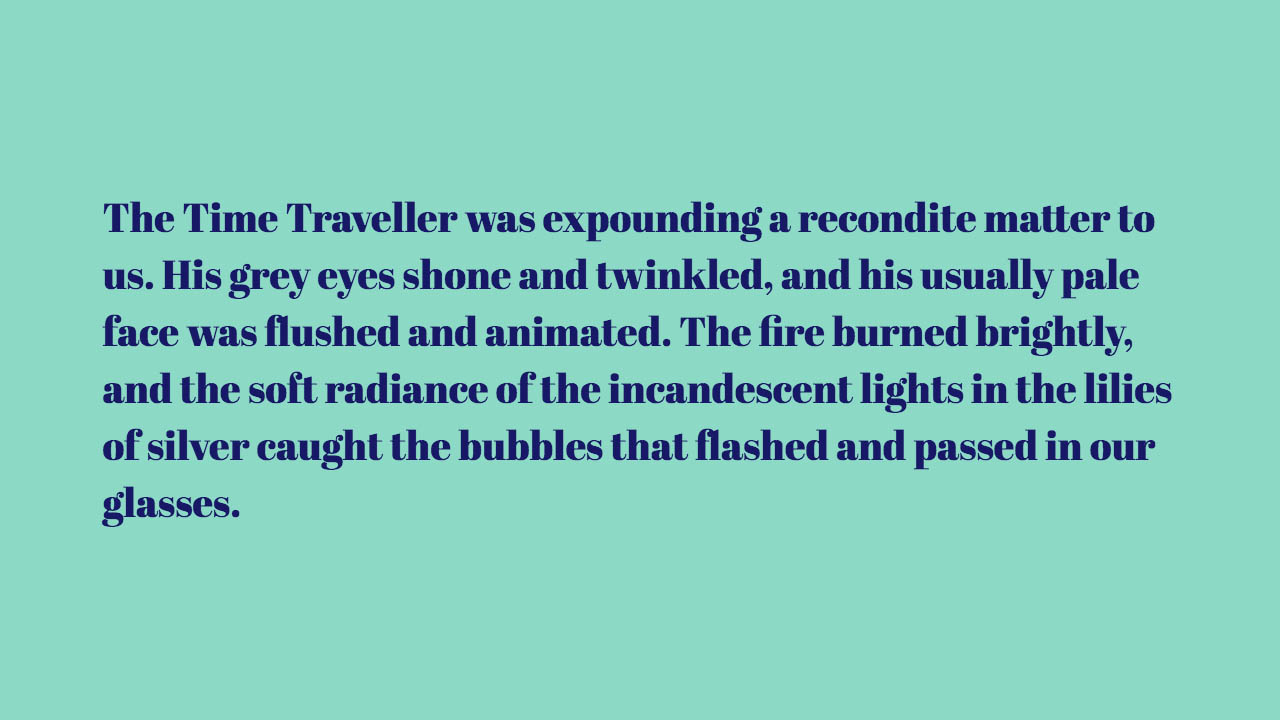 The Time Traveller was expounding a recondite matter to
us. His grey eyes shone and twinkled, and his usually pale
face was flushed and animated. The fire burned brightly,
and the soft radiance of the incandescent lights in the lilies
of silver caught the bubbles that flashed and passed in our
glasses.